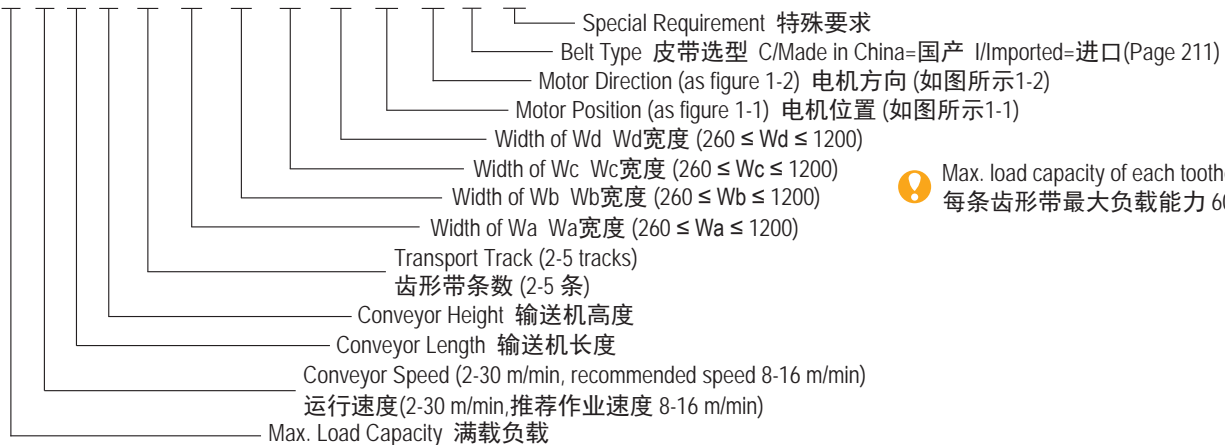 Special Requirement 特殊要求
Belt Type 皮带选型 C/Made in China=国产 I/Imported=进口(Page 211)
Motor Direction (as figure 1-2) 电机方向 (如图所示1-2)
Motor Position (as figure 1-1) 电机位置 (如图所示1-1)
Width of Wd Wd宽度 (260 ≤ Wd ≤ 1200)
Width of Wc Wc宽度 (260 ≤ Wc ≤ 1200)
Width of Wb Wb宽度 (260 ≤ Wb ≤ 1200)
Width of Wa Wa宽度 (260 ≤ Wa ≤ 1200)
Transport Track (2-5 tracks)
齿形带条数 (2-5 条)
Conveyor Height 输送机高度
Conveyor Length 输送机长度
Conveyor Speed (2-30 m/min, recommended speed 8-16 m/min)
运行速度(2-30 m/min,推荐作业速度 8-16 m/min)
Max. Load Capacity 满载负载
Max. load capacity of each
每条齿形带最大负载能力